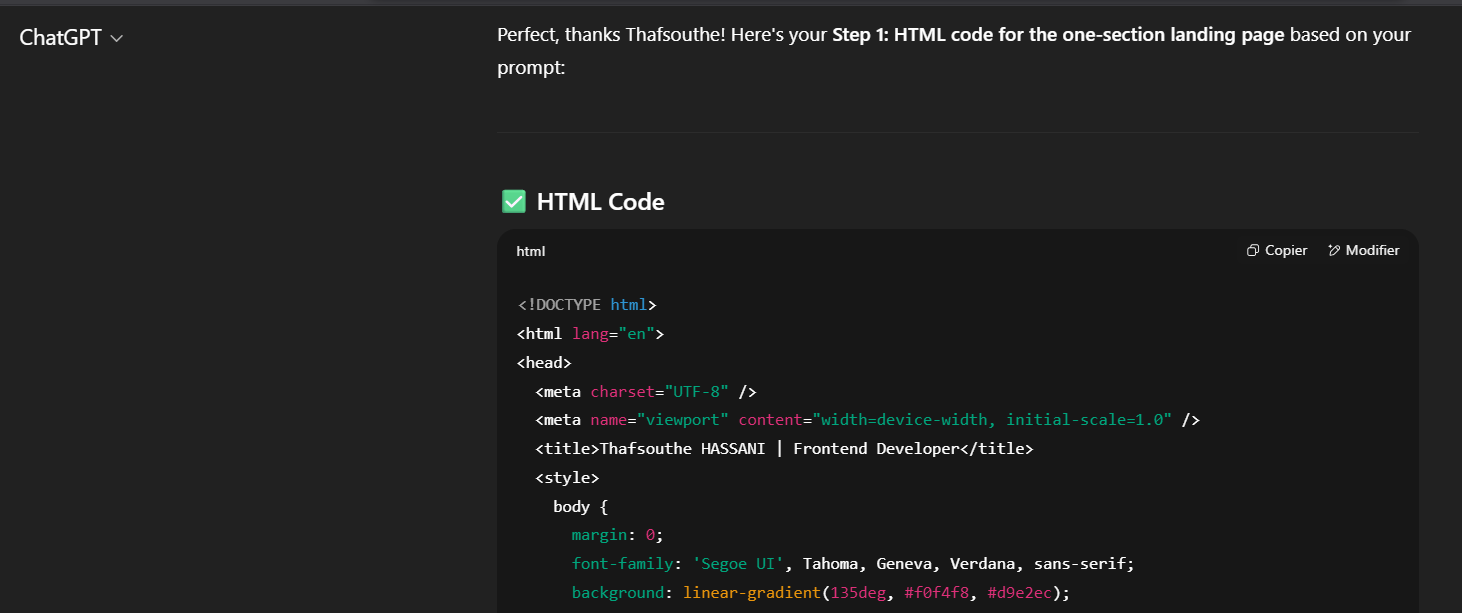 ChatGPT
Perfect, thanks Thafsouthe! Here's your Step 1: HTML code for the one-section landing page based on your
prompt:
HTML Code
html
Copier
Modifier
<!DOCTYPE html>
<html lang="en">
<head>
  <meta charset="UTF-8" />
  <meta name="viewport" content="width=device-width, initial-scale=1.0" />
  <title>Thafsouthe HASSANI | Frontend Developer</title>
  <style>
    body {
      margin: 0;
      font-family: 'Segoe UI', Tahoma, Geneva, Verdana, sans-serif;
      background: linear-gradient(135deg, #f0f4f8, #d9e2ec);